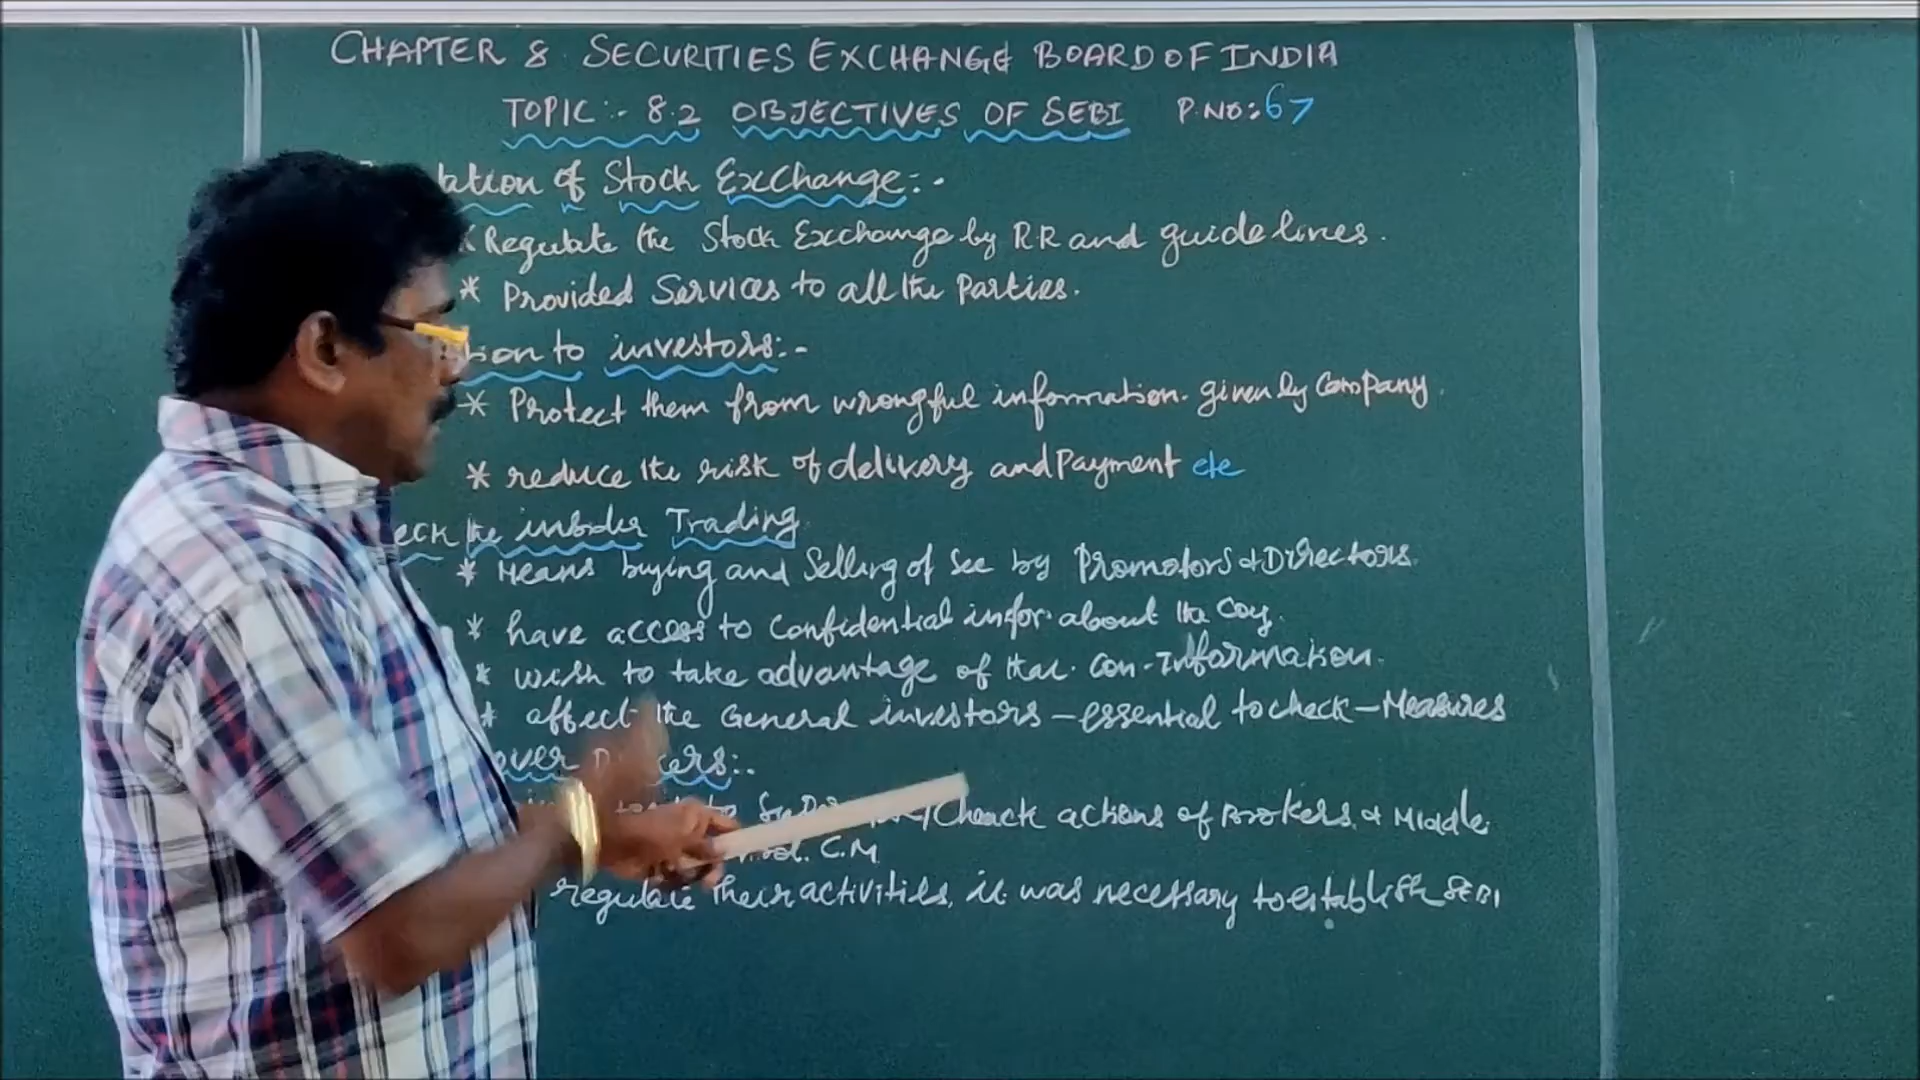 CHAPTER 8 SECURITIES EXCHANGE BOARD OF INDIA
TOPIC:- 8.2 OBJECTIVES OF SEBI P.NO:67
of Stock Exchange:-
Regulate the Stock Exchange by RR and guidelines.
* Provided Services to all the Parties.
to investors:-
* Protect them from wrongful information. given by Company.
* reduce the risk of delivery and Payment etc
the insider Trading
* Means buying and Selling of Sec by Promotors & Directors.
* have access to Confidential infor. about the Coy.
* wish to take advantage of that. Con-Information.
* affect the General investors - essential to check - Measures
over
actions of Brokers. & Middle.
C.M
regulate their activities, it was necessary to establish SEBI